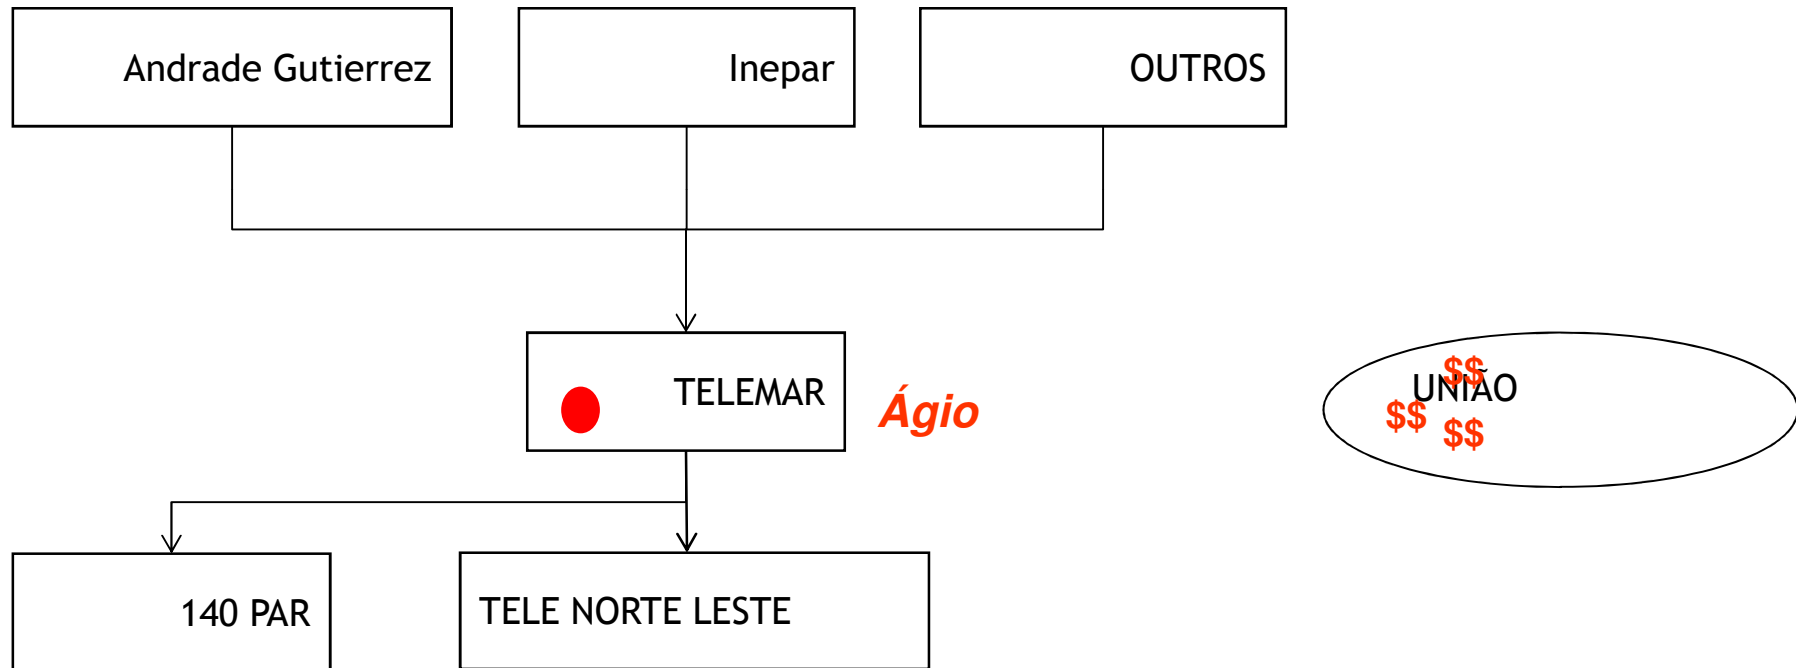 Andrade Gutierrez
Inepar
OUTROS
TELEMAR
Ágio
$$
UNIÃO
$$
$$
140 PAR
TELE NORTE LESTE